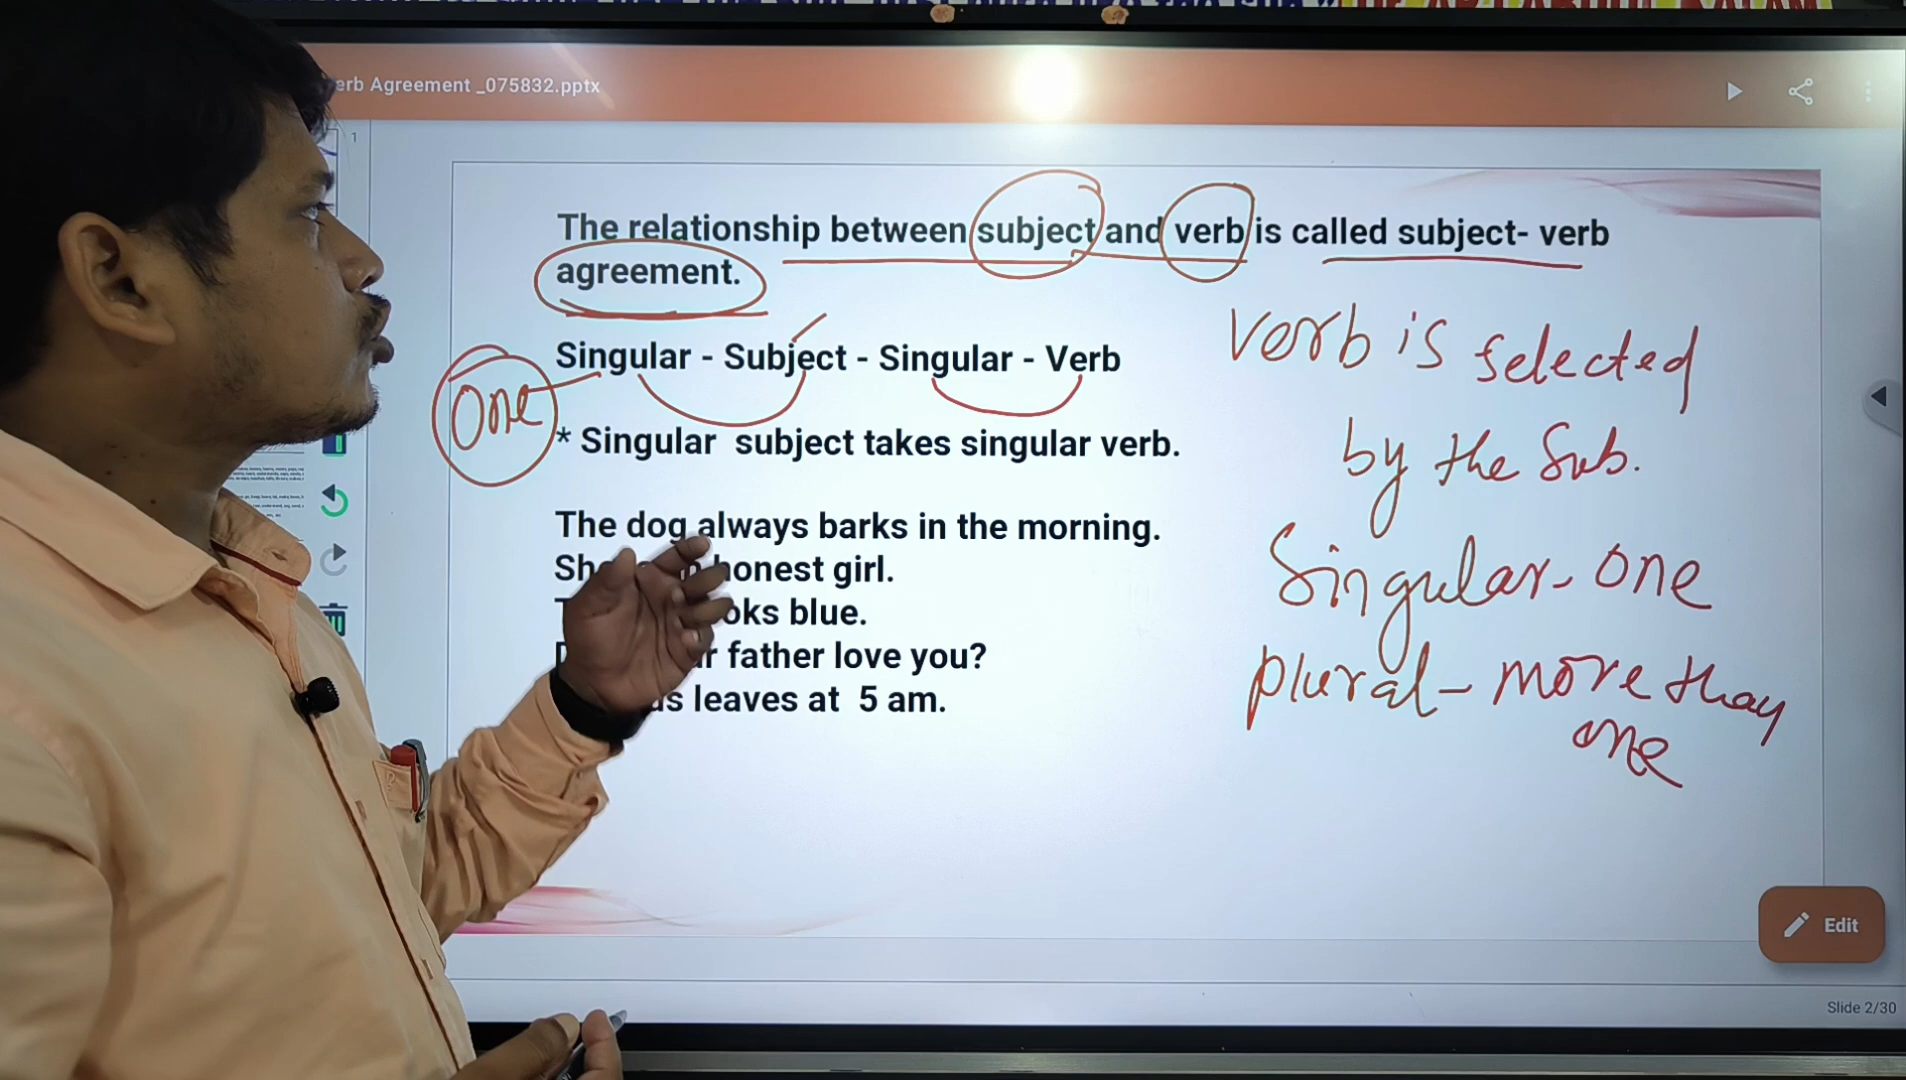 erb Agreement _075832.pptx
1
The relationship between subject and verb is called subject- verb
agreement.
Singular - Subject - Singular - Verb
one
* Singular subject takes singular verb.
The dog always barks in the morning.
honest girl.
blue.
father love you?
leaves at 5 am.
Verb is selected
by the Sub.
Singular - one
plural - more than
one
Edit
Slide 2/30